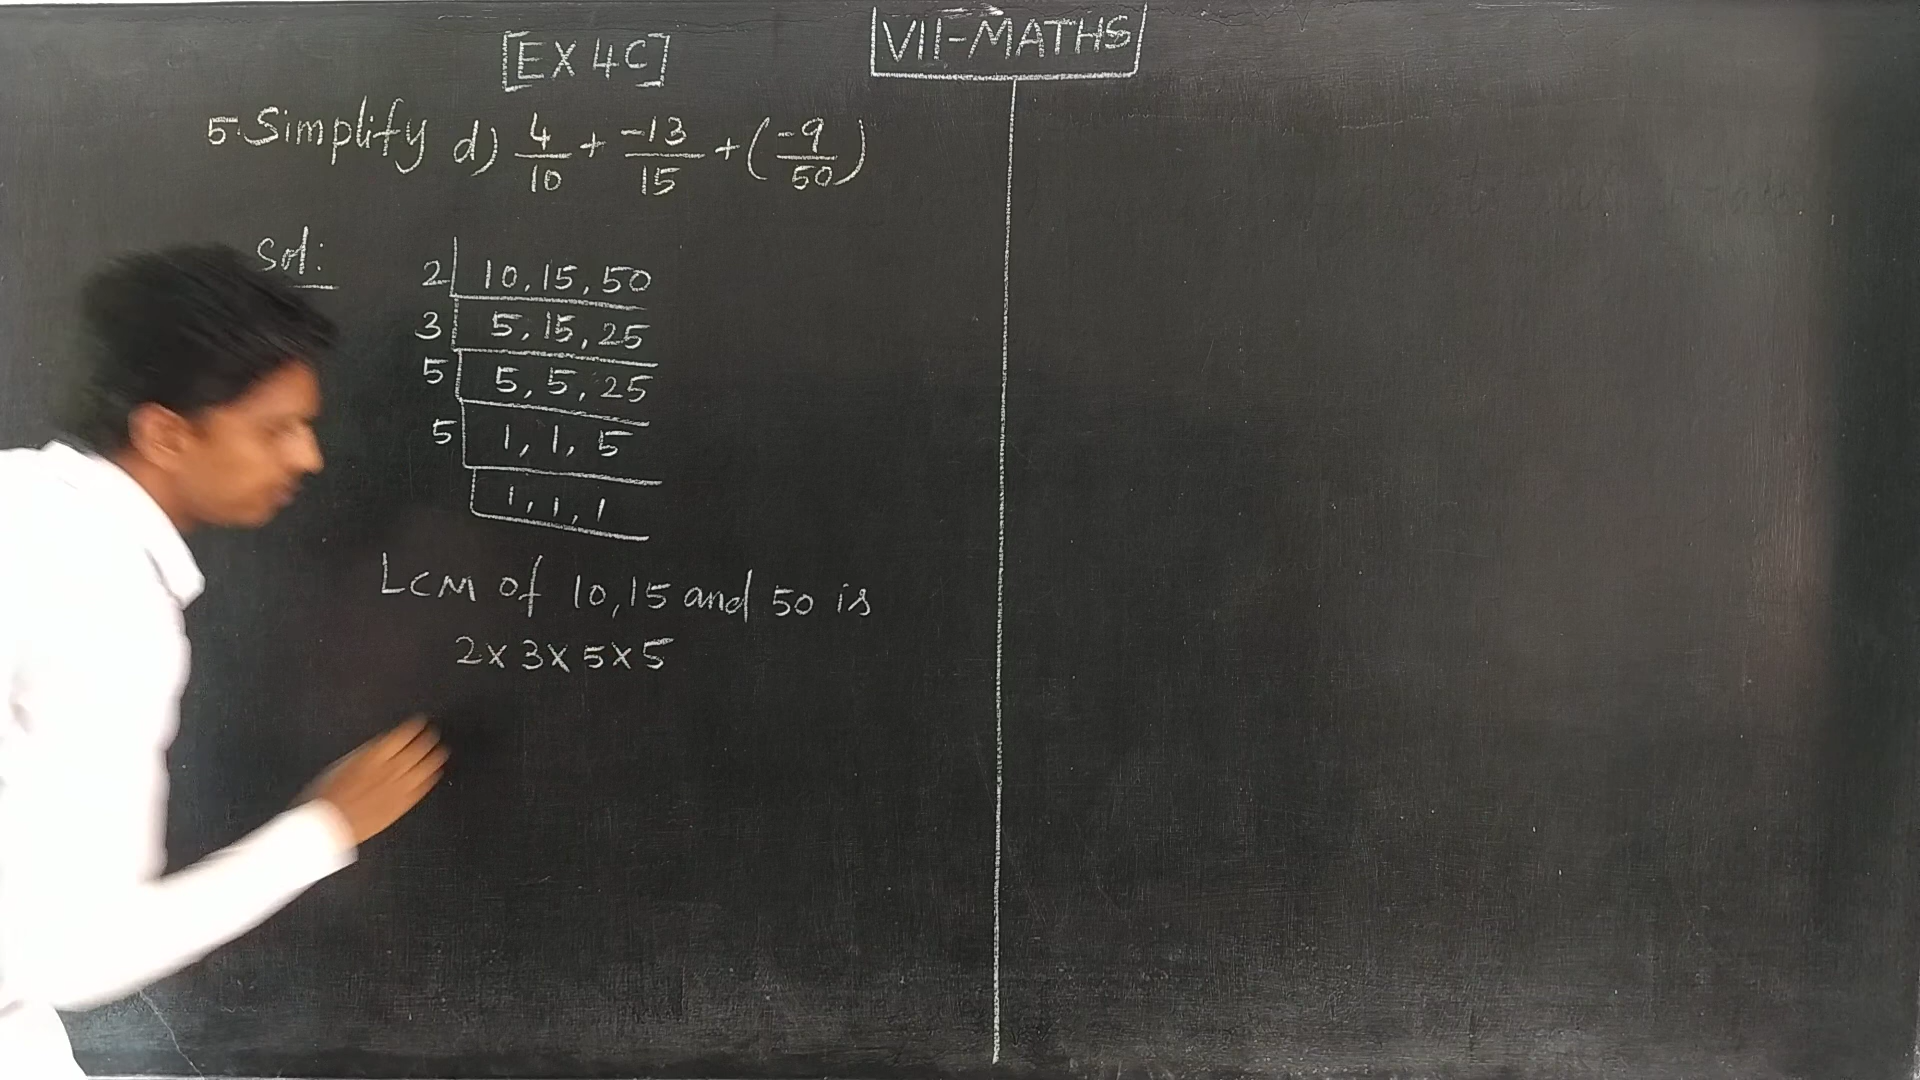 [EX 4C]
VII-MATHS
5. Simplify d) 4/10 + -13/15 + (-9/50)
Sol:
2 | 10, 15, 50
3 | 5, 15, 25
5 | 5, 5, 25
5 | 1, 1, 5
1, 1, 1
LCM of 10, 15 and 50 is
2 × 3 × 5 × 5